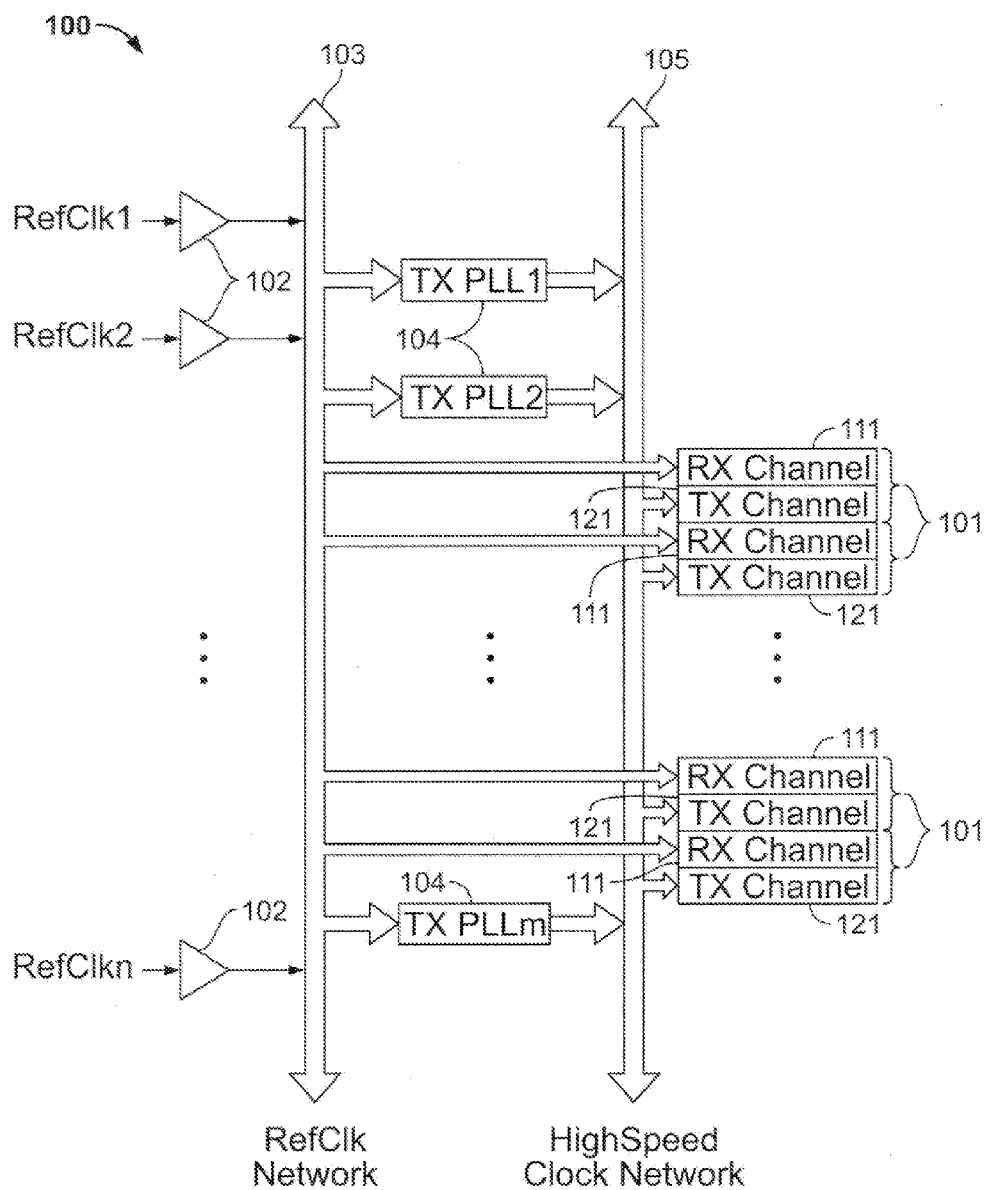 100
103
105
RefClk1
102
TX PLL1
RefClk2
104
TX PLL2
111
RX Channel
121
TX Channel
101
RX Channel
111
TX Channel
121
111
RX Channel
121
TX Channel
101
RX Channel
111
TX Channel
121
104
TX PLLm
102
RefClkn
RefClk
Network
HighSpeed
Clock Network